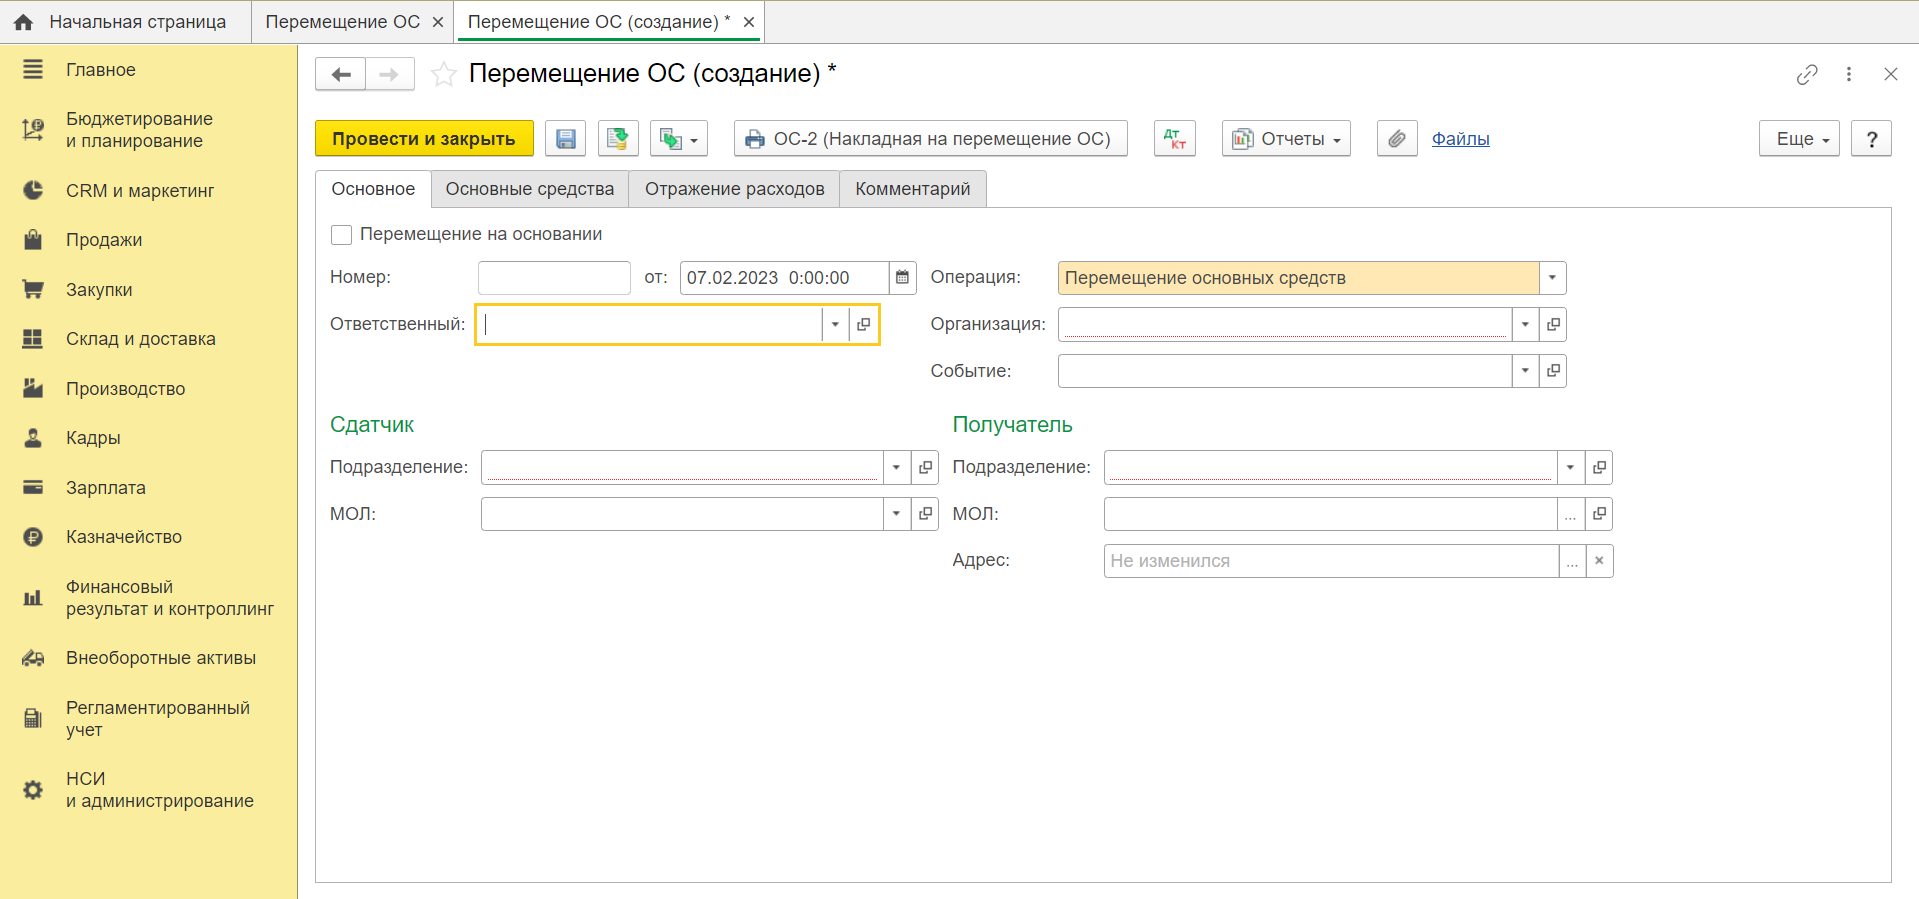 Начальная страница
Перемещение ОС
Перемещение ОС (создание) *
Главное
Бюджетирование
и планирование
CRM и маркетинг
Продажи
Закупки
Склад и доставка
Производство
Кадры
Зарплата
Казначейство
Финансовый
результат и контроллинг
Внеоборотные активы
Регламентированный
учет
НСИ
и администрирование
Перемещение ОС (создание) *
Провести и закрыть
ОС-2 (Накладная на перемещение ОС)
Дт
Кт
Отчеты
Файлы
Еще
?
Основное
Основные средства
Отражение расходов
Комментарий
Перемещение на основании
Номер:
от: 07.02.2023 0:00:00
Операция: Перемещение основных средств
Ответственный:
Организация:
Событие:
Сдатчик
Получатель
Подразделение:
Подразделение:
МОЛ:
МОЛ:
...
Адрес: Не изменился
...